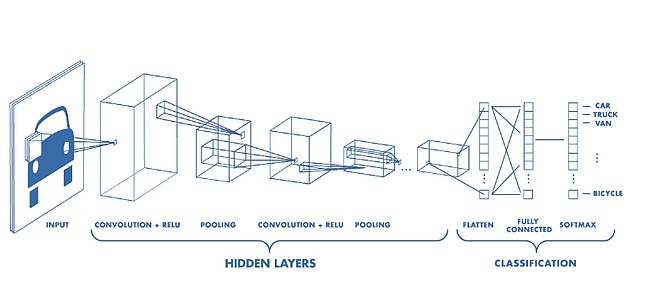 CAR
TRUCK
VAN
BICYCLE
INPUT
CONVOLUTION + RELU
POOLING
CONVOLUTION + RELU
POOLING
FLATTEN
FULLY
CONNECTED
SOFTMAX
HIDDEN LAYERS
CLASSIFICATION